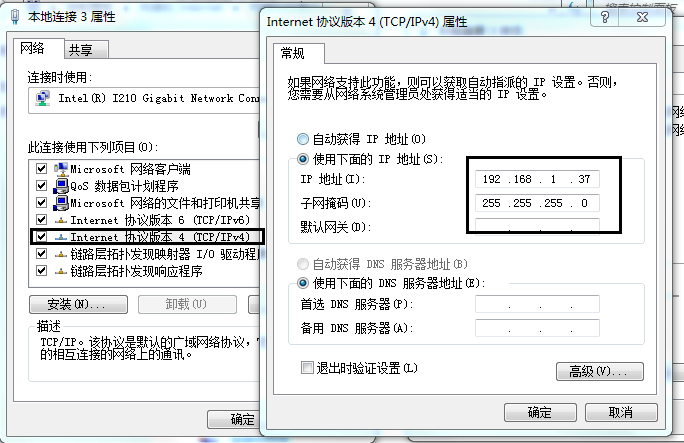 本地连接 3 属性
网络
共享
连接时使用:
Intel(R) I210 Gigabit Network Con
此连接使用下列项目(O):
Microsoft 网络客户端
QoS 数据包计划程序
Microsoft 网络的文件和打印机共享
Internet 协议版本 6 (TCP/IPv6)
Internet 协议版本 4 (TCP/IPv4)
链路层拓扑发现映射器 I/O 驱动程
链路层拓扑发现响应程序
安装(N)...
卸载(U)
描述
TCP/IP。该协议是默认的广域网络协议,
的相互连接的网络上的通讯。
确定
Internet 协议版本 4 (TCP/IPv4) 属性
常规
如果网络支持此功能,则可以获取自动指派的 IP 设置。否则,
您需要从网络系统管理员处获得适当的 IP 设置。
自动获得 IP 地址(O)
使用下面的 IP 地址(S):
IP 地址(I): 192 .168 . 1 . 37
子网掩码(U): 255 .255 .255 . 0
默认网关(D): . . .
自动获得 DNS 服务器地址(B)
使用下面的 DNS 服务器地址(E):
首选 DNS 服务器(P): . . .
备用 DNS 服务器(A): . . .
退出时验证设置(L)
高级(V)...
确定
取消